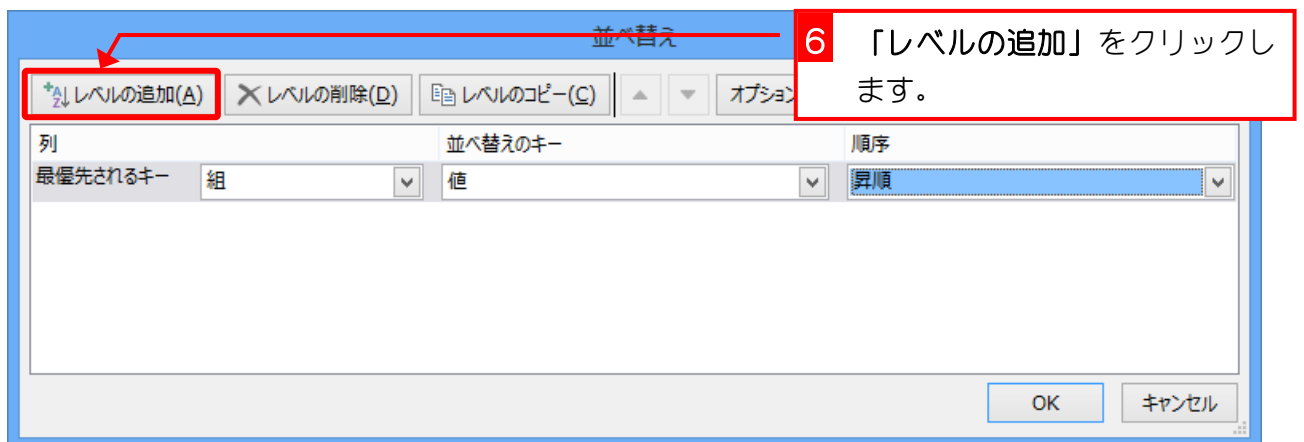 並べ替え
6 「レベルの追加」をクリックし
ます。
レベルの追加(A) レベルの削除(D) レベルのコピー(C) オプション
列 並べ替えのキー 順序
最優先されるキー 組 値 昇順
OK キャンセル